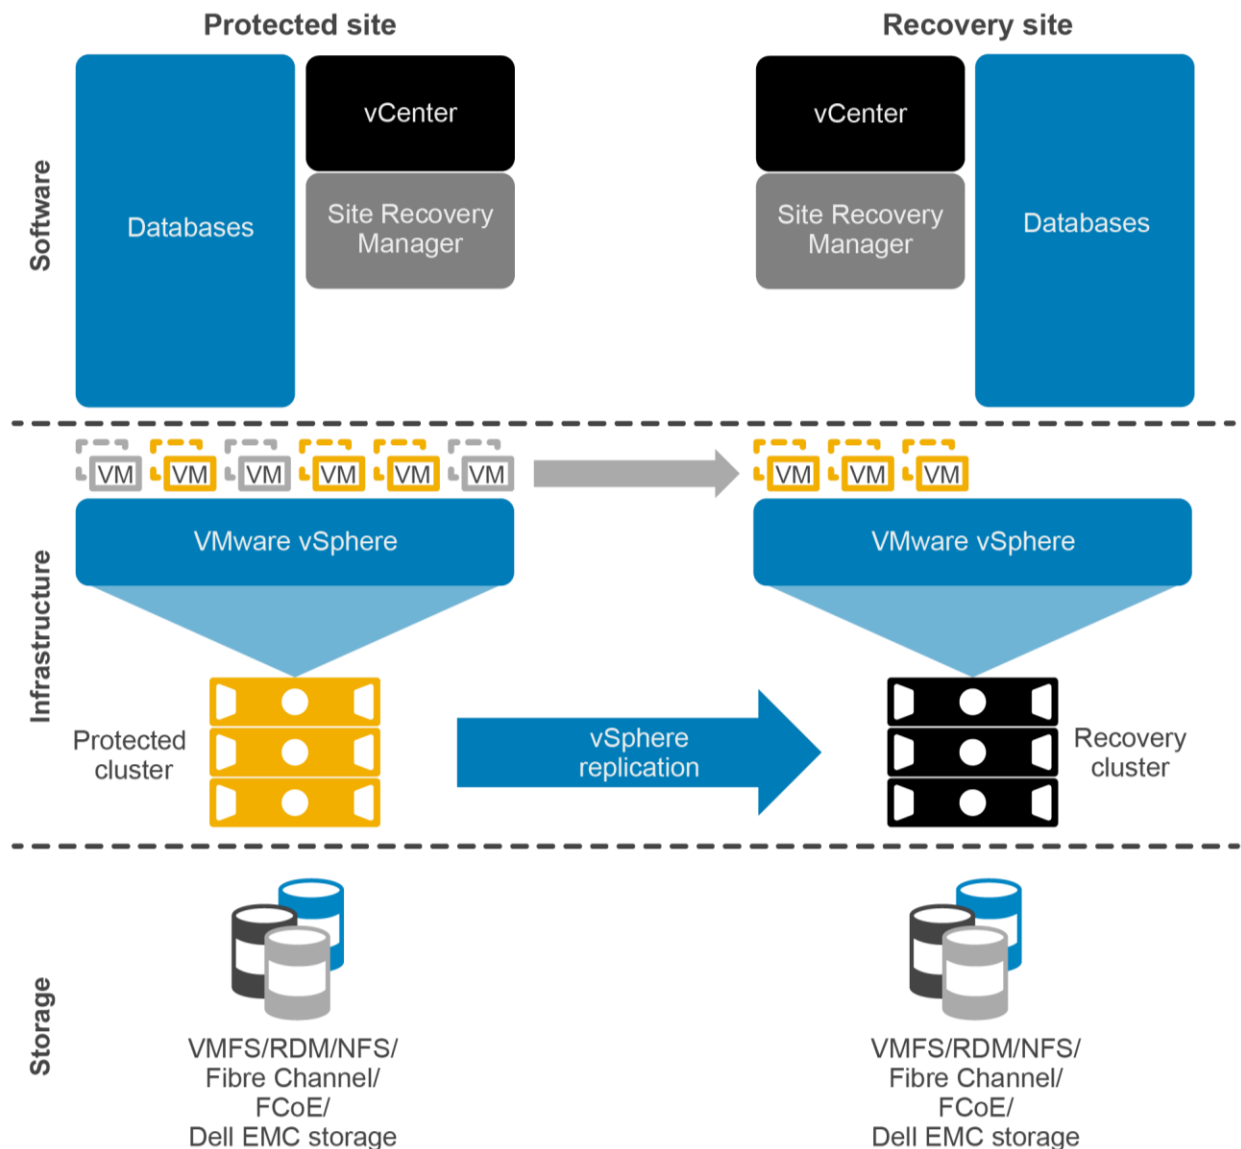 Protected site
Recovery site
Software
Databases
vCenter
Site Recovery
Manager
vCenter
Site Recovery
Manager
Databases
Infrastructure
VM
VM
VM
VM
VM
VM
VM
VM
VM
VMware vSphere
VMware vSphere
Protected
cluster
vSphere
replication
Recovery
cluster
Storage
VMFS/RDM/NFS/
Fibre Channel/
FCoE/
Dell EMC storage
VMFS/RDM/NFS/
Fibre Channel/
FCoE/
Dell EMC storage